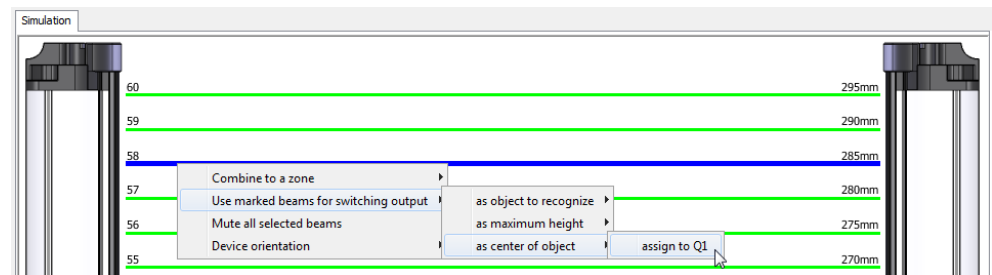 Simulation
60 295mm
59 290mm
58 285mm
Combine to a zone
57 280mm
Use marked beams for switching output as object to recognize
56 Mute all selected beams as maximum height 275mm
Device orientation as center of object assign to Q1
55 270mm